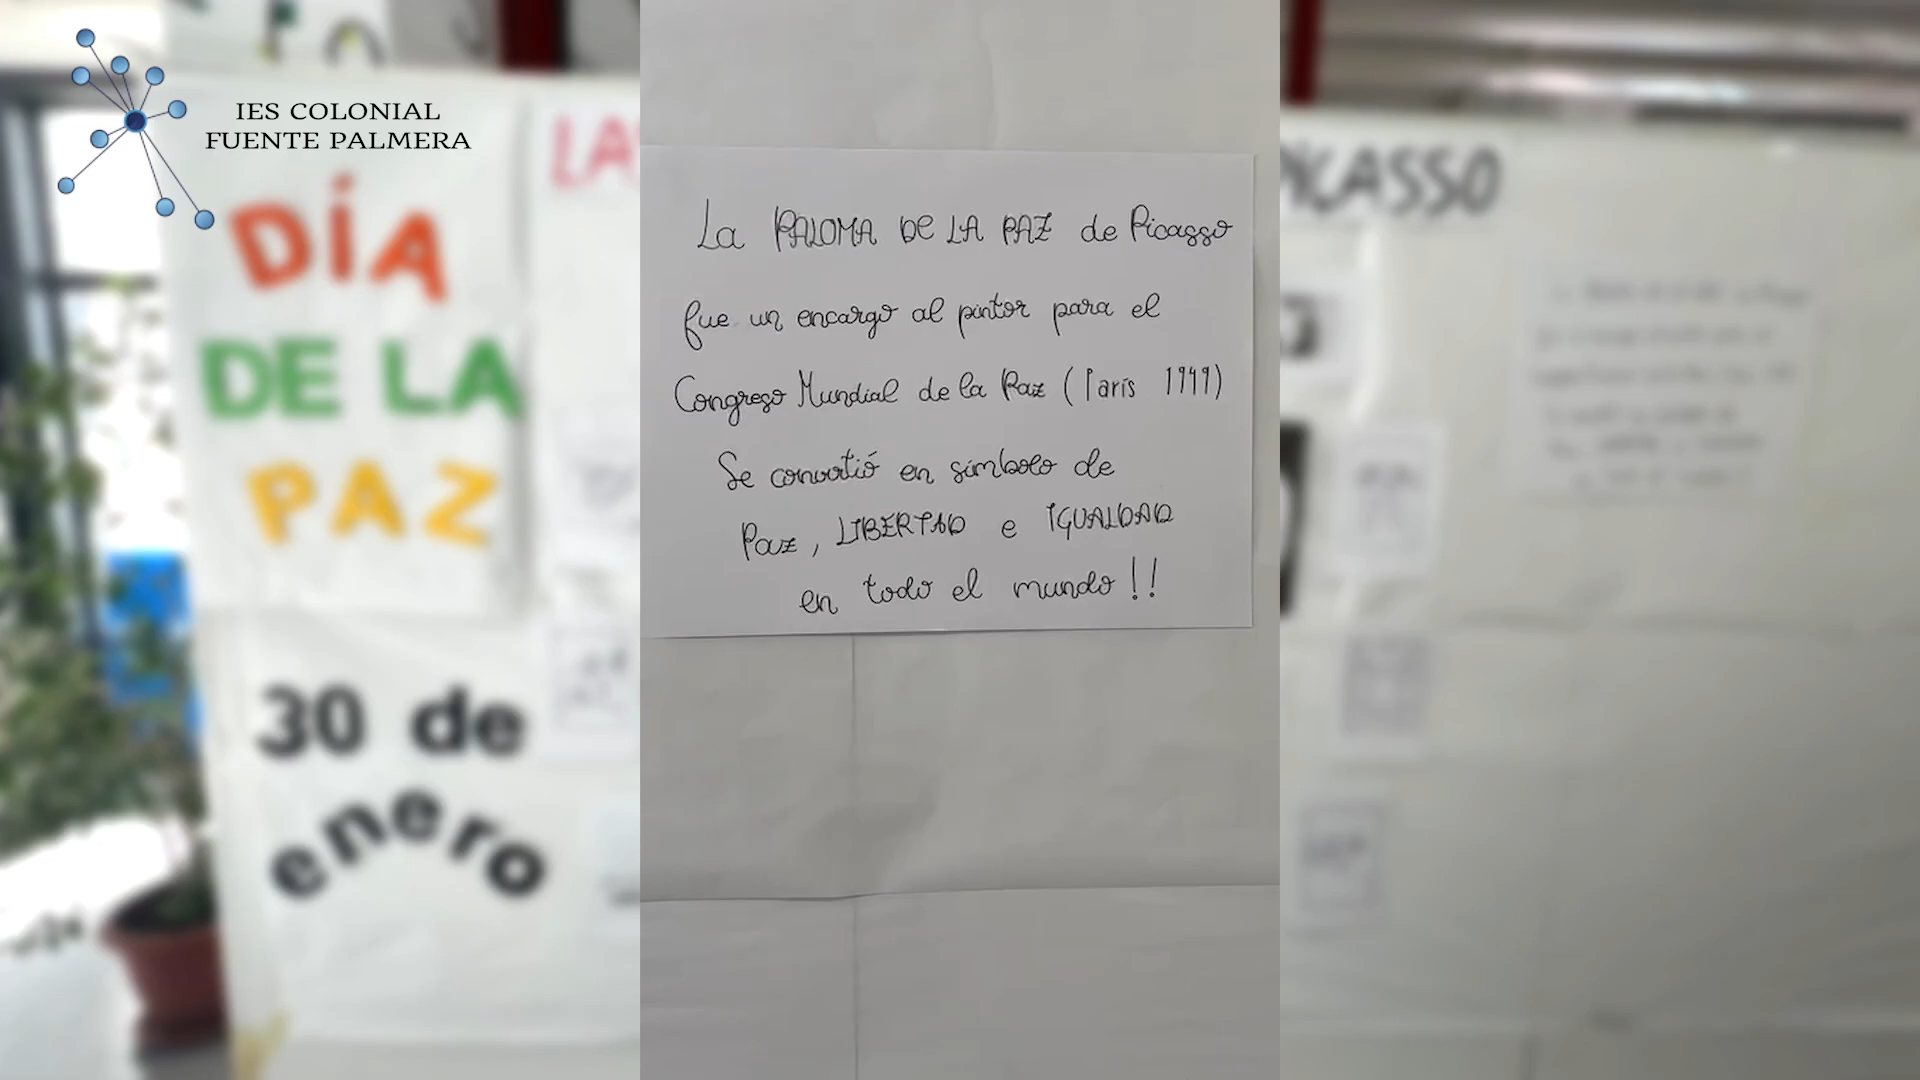 IES COLONIAL
FUENTE PALMERA
DÍA
DE LA
PAZ
30 de
enero
LA
PICASSO
La PALOMA DE LA PAZ de Picasso
fue un encargo al pintor para el
Congreso Mundial de la Paz (París 1949)
Se convirtió en símbolo de
Paz, LIBERTAD e IGUALDAD
en todo el mundo!!